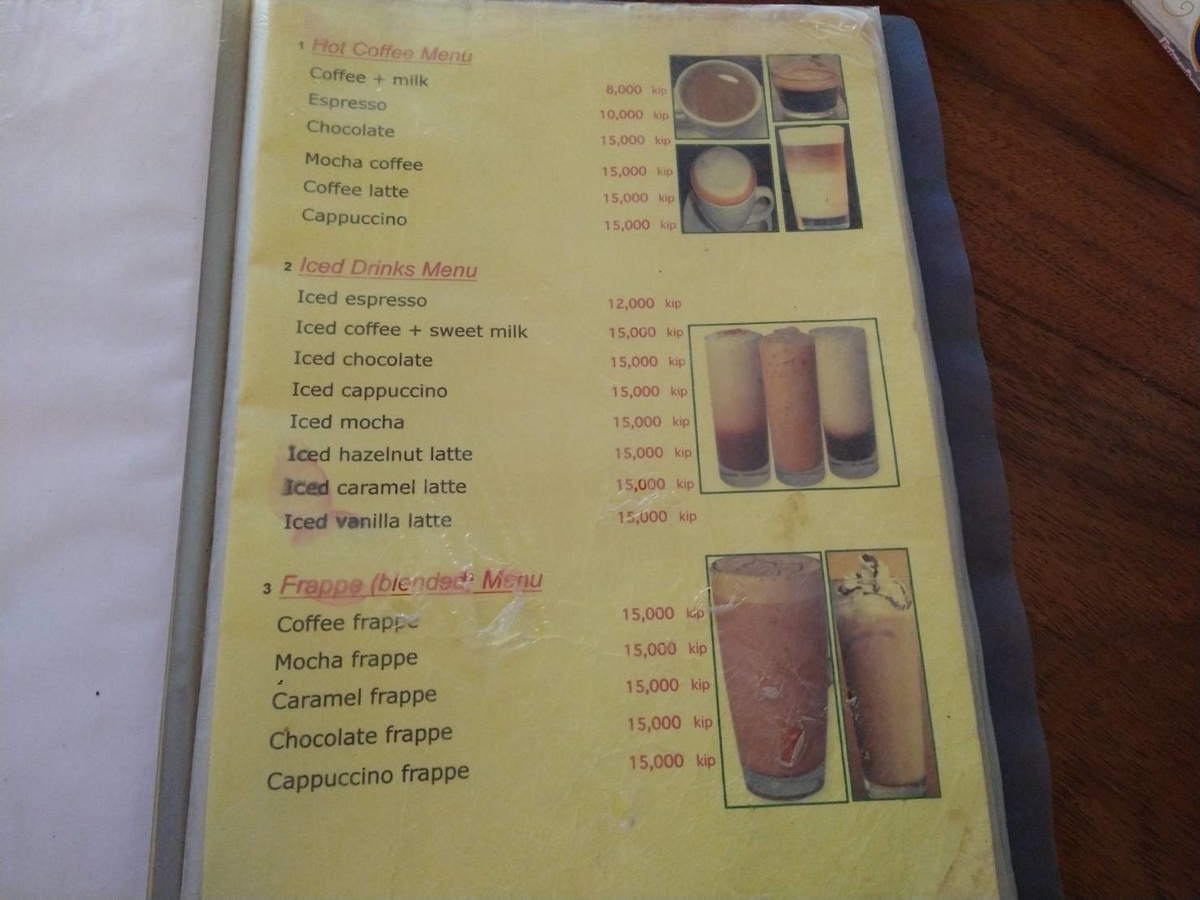 1 Hot Coffee Menu
Coffee + milk 8,000 kip
Espresso 10,000 kip
Chocolate 15,000 kip
Mocha coffee 15,000 kip
Coffee latte 15,000 kip
Cappuccino 15,000 kip
2 Iced Drinks Menu
Iced espresso 12,000 kip
Iced coffee + sweet milk 15,000 kip
Iced chocolate 15,000 kip
Iced cappuccino 15,000 kip
Iced mocha 15,000 kip
Iced hazelnut latte 15,000 kip
Iced caramel latte 15,000 kip
Iced vanilla latte 15,000 kip
3 Frappe (blended) Menu
Coffee frappe 15,000 kip
Mocha frappe 15,000 kip
Caramel frappe 15,000 kip
Chocolate frappe 15,000 kip
Cappuccino frappe 15,000 kip